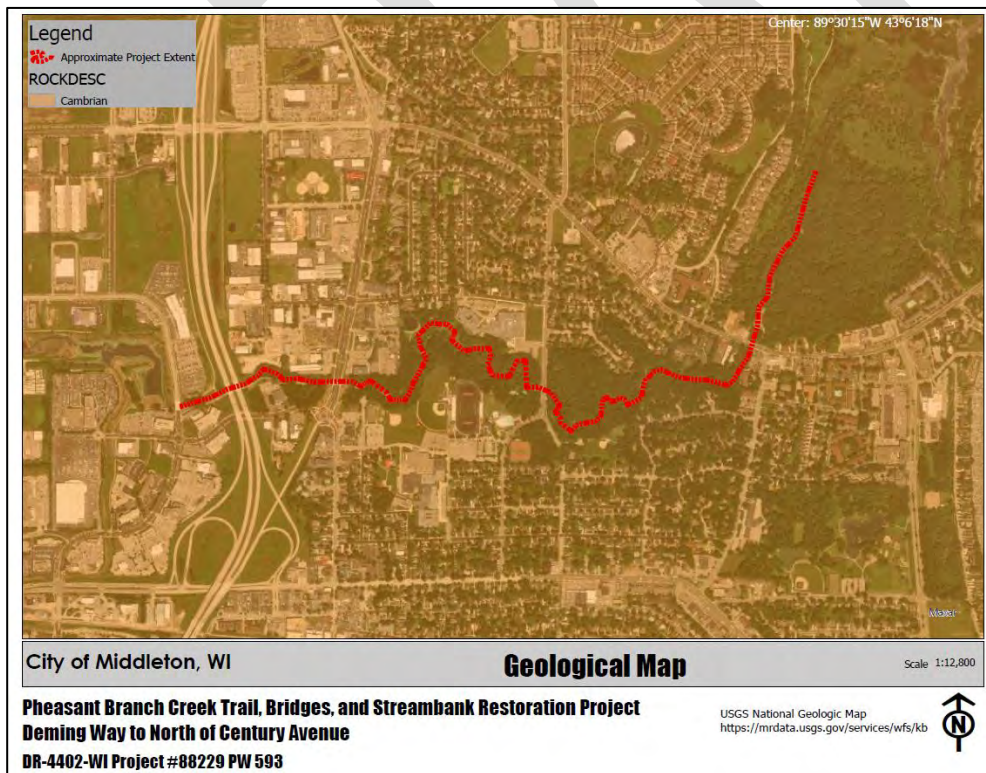 Legend
Approximate Project Extent
ROCKDESC
Cambrian
Center: 89°30'15"W 43°6'18"N
City of Middleton, WI
Geological Map
Scale 1:12,800
Pheasant Branch Creek Trail, Bridges, and Streambank Restoration Project
Deming Way to North of Century Avenue
DR-4402-WI Project #88229 PW 593
USGS National Geologic Map
https://mrdata.usgs.gov/services/wfs/kb
N